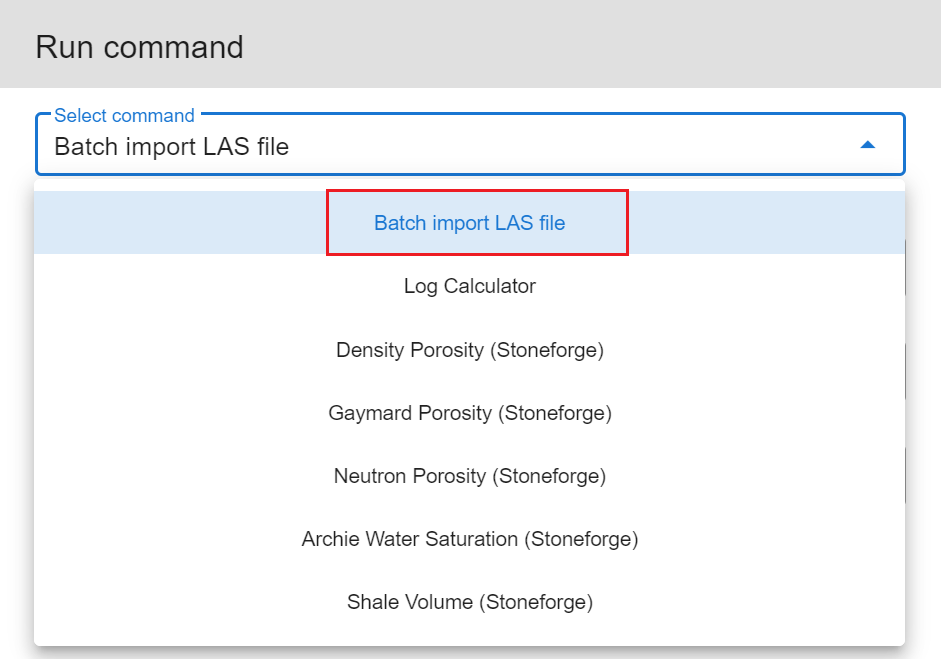 Run command
Select command
Batch import LAS file
Batch import LAS file
Log Calculator
Density Porosity (Stoneforge)
Gaymard Porosity (Stoneforge)
Neutron Porosity (Stoneforge)
Archie Water Saturation (Stoneforge)
Shale Volume (Stoneforge)